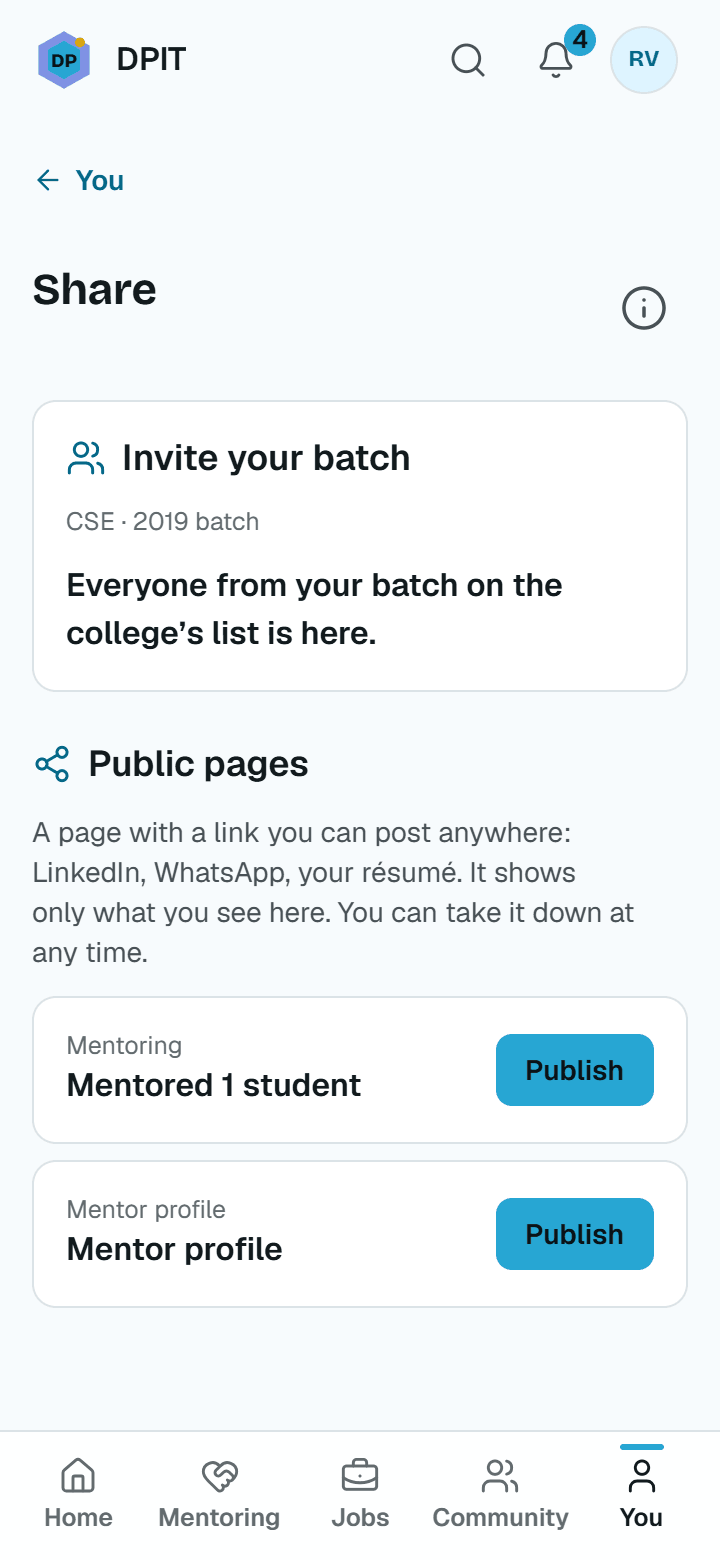 DP DPIT 4 RV
You
Share
Invite your batch
CSE · 2019 batch
Everyone from your batch on the
college’s list is here.
Public pages
A page with a link you can post anywhere:
LinkedIn, WhatsApp, your résumé. It shows
only what you see here. You can take it down at
any time.
Mentoring
Mentored 1 student
Publish
Mentor profile
Mentor profile
Publish
Home Mentoring Jobs Community You